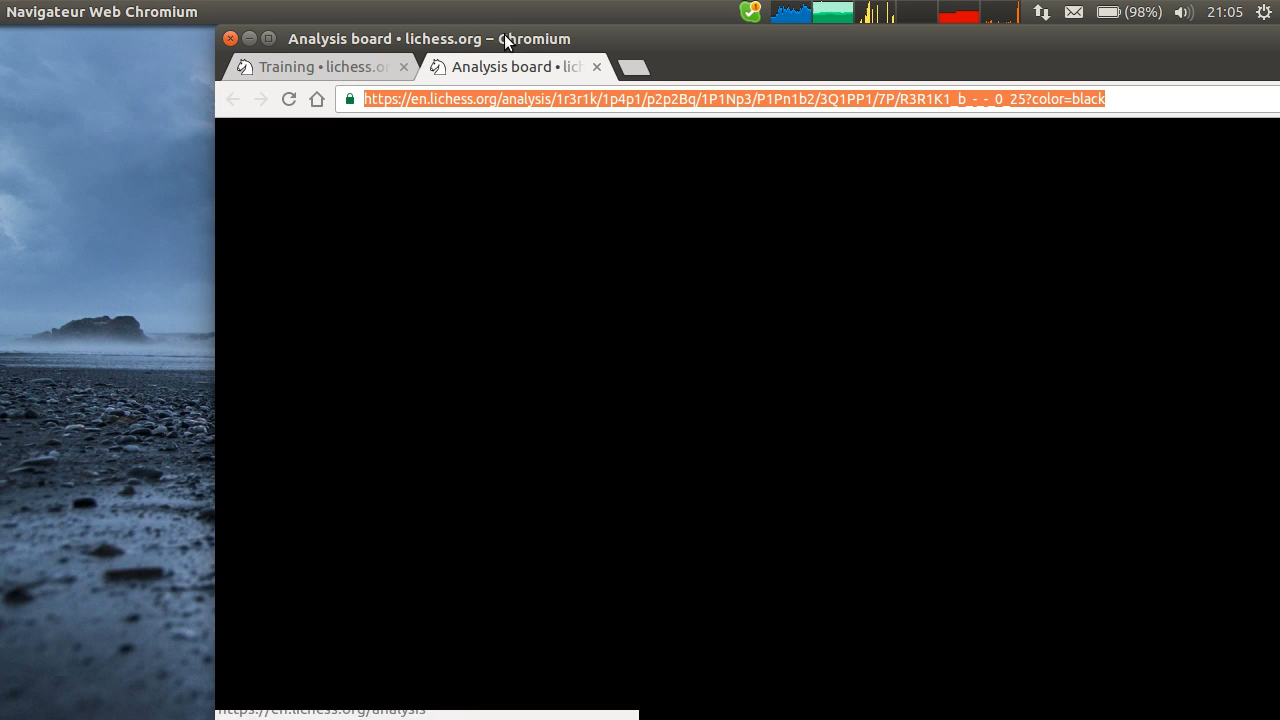 Navigateur Web Chromium
(98%)
21:05
Analysis board • lichess.org – Chromium
Training • lichess.or
Analysis board • lich
https://en.lichess.org/analysis/1r3r1k/1p4p1/p2p2Bq/1P1Np3/P1Pn1b2/3Q1PP1/7P/R3R1K1_b_-_-_0_25?color=black
https://en.lichess.org/analysis